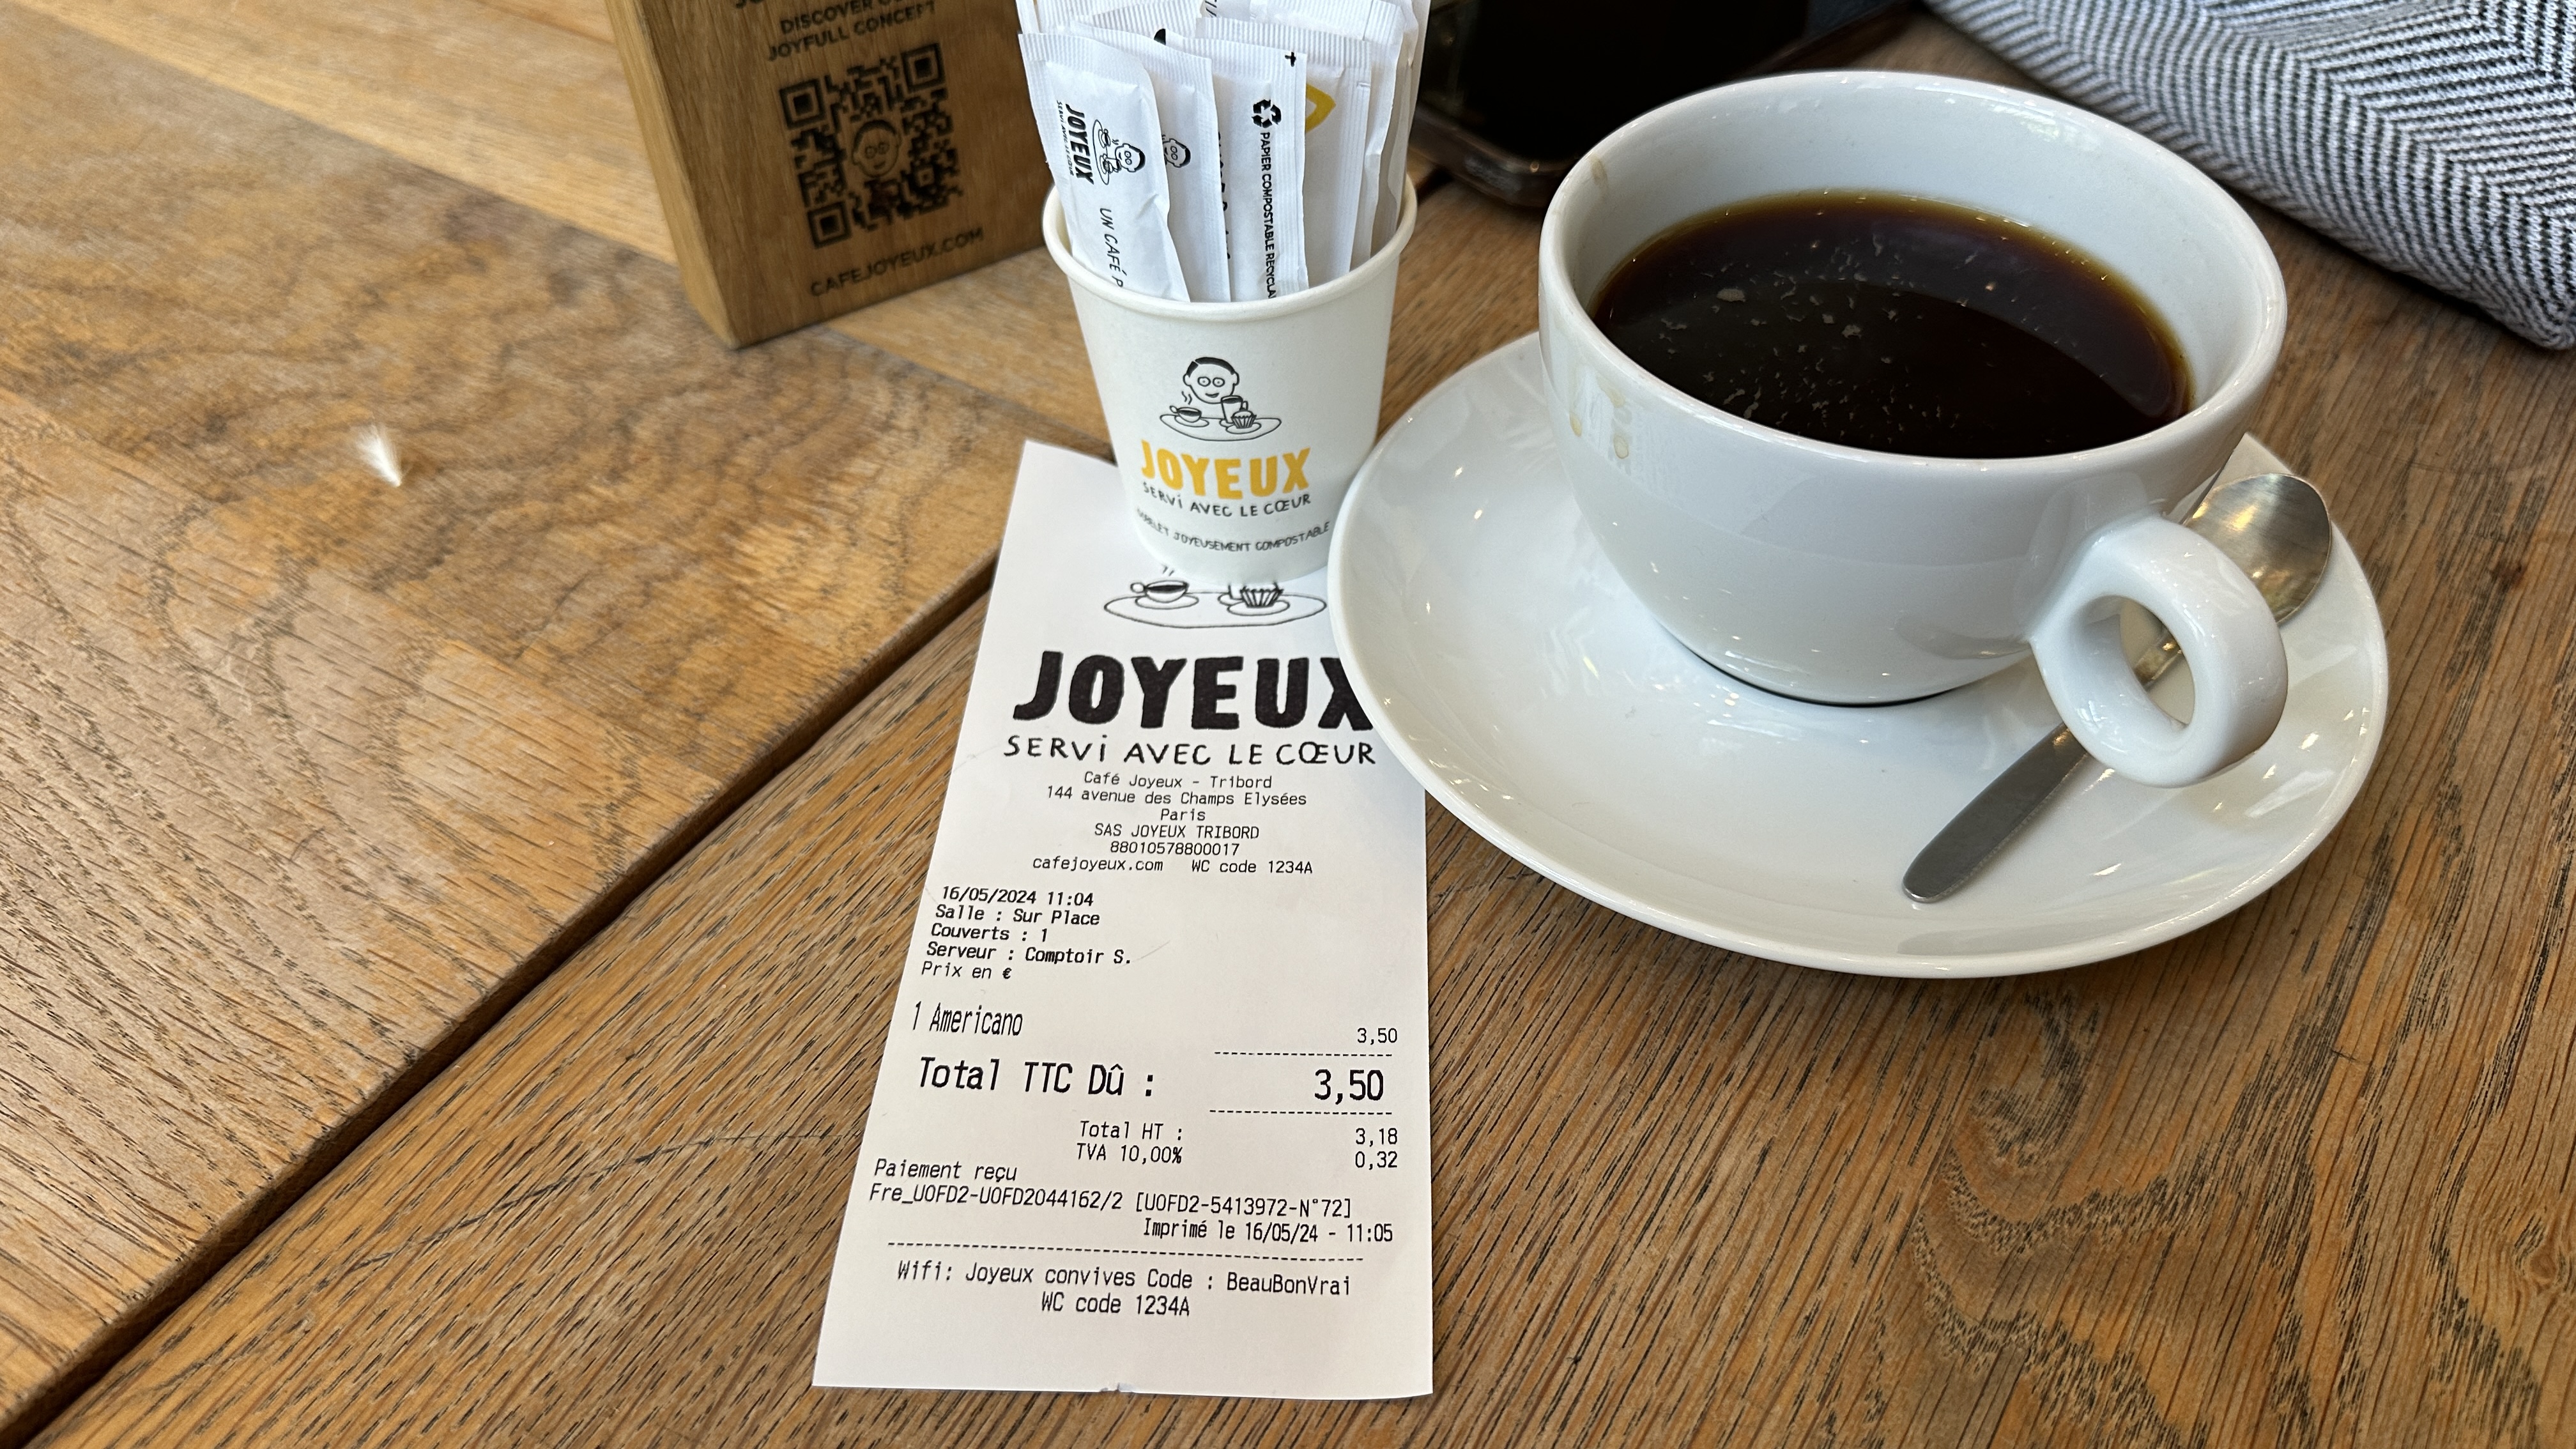 DISCOVER
JOYFULL CONCEPT
CAFEJOYEUX.COM
JOYEUX
UN CAFÉ
PAPIER COMPOSTABLE
JOYEUX
SERVI AVEC LE CŒUR
JOYEUSEMENT COMPOSTABLE
JOYEUX
SERVI AVEC LE CŒUR
Café Joyeux - Tribord
144 avenue des Champs Elysées
Paris
SAS JOYEUX TRIBORD
88010578800017
cafejoyeux.com WC code 1234A
16/05/2024 11:04
Salle : Sur Place
Couverts : 1
Serveur : Comptoir S.
Prix en €
1 Americano 3,50
Total TTC Dû : 3,50
Total HT : 3,18
TVA 10,00% 0,32
Paiement reçu
Fre_UOFD2-UOFD2044162/2 [UOFD2-5413972-N°72]
Imprimé le 16/05/24 - 11:05
Wifi: Joyeux convives Code : BeauBonVrai
WC code 1234A